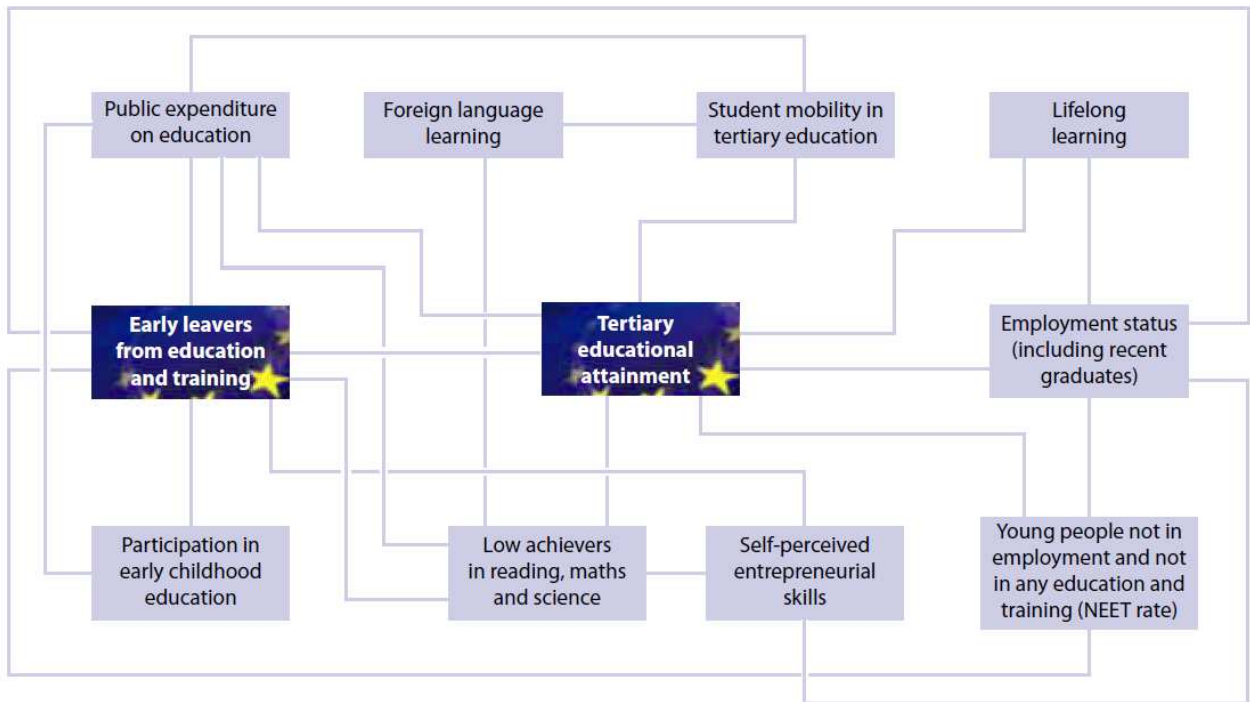 Public expenditure
on education
Foreign language
learning
Student mobility in
tertiary education
Lifelong
learning
Early leavers
from education
and training
Tertiary
educational
attainment
Employment status
(including recent
graduates)
Participation in
early childhood
education
Low achievers
in reading, maths
and science
Self-perceived
entrepreneurial
skills
Young people not in
employment and not
in any education and
training (NEET rate)